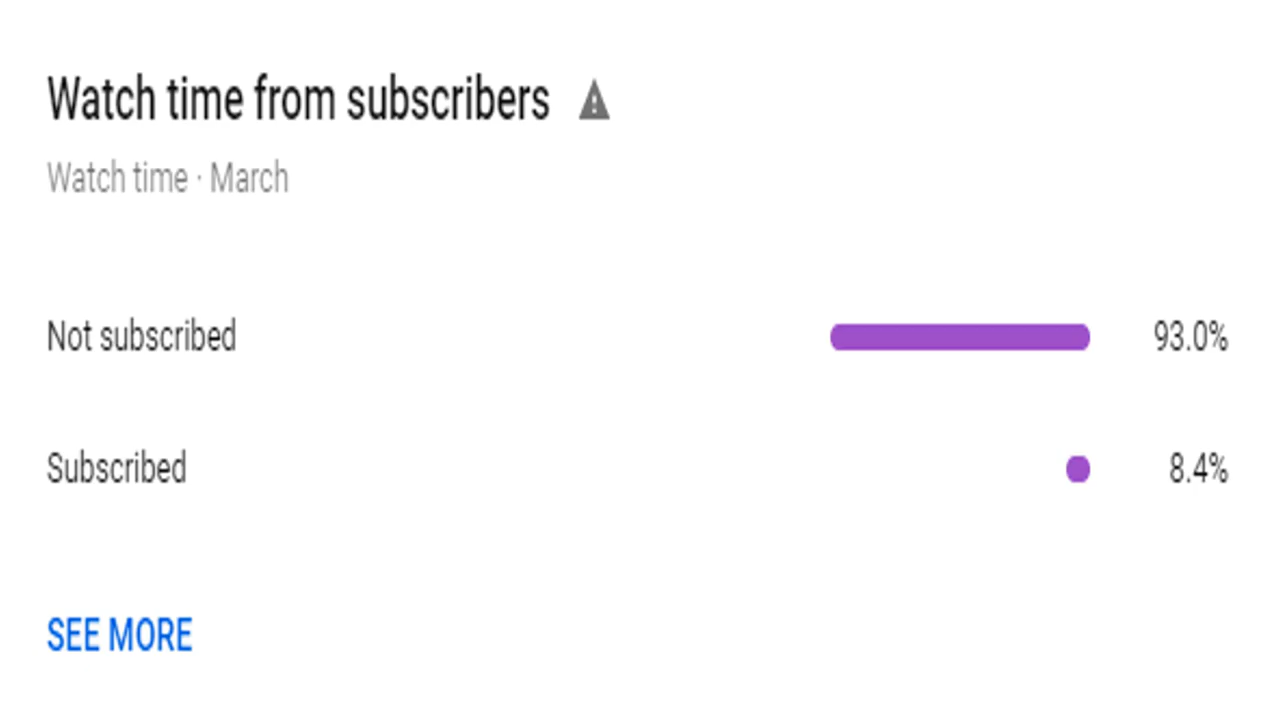 Watch time from subscribers
Watch time · March
Not subscribed 93.0%
Subscribed 8.4%
SEE MORE